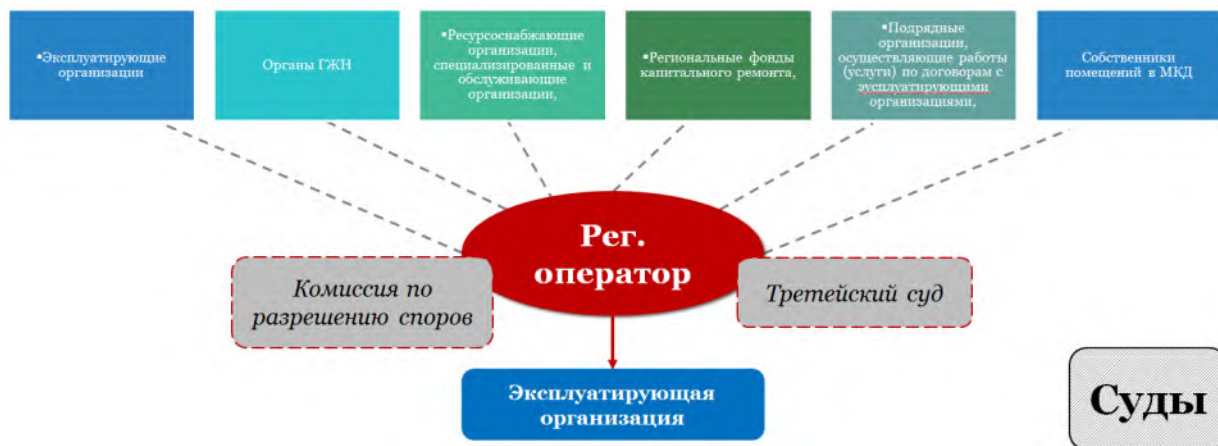 ▪Эксплуатирующие
организации
Органы ГЖН
▪Ресурсоснабжающие
организации,
специализированные и
обслуживающие
организации,
▪Региональные фонды
капитального ремонта,
▪Подрядные
организации,
осуществляющие работы
(услуги) по договорам с
эусплуатирующими
организациями,
Собственники
помещений в МКД
Рег.
оператор
Комиссия по
разрешению споров
Третейский суд
Эксплуатирующая
организация
Суды